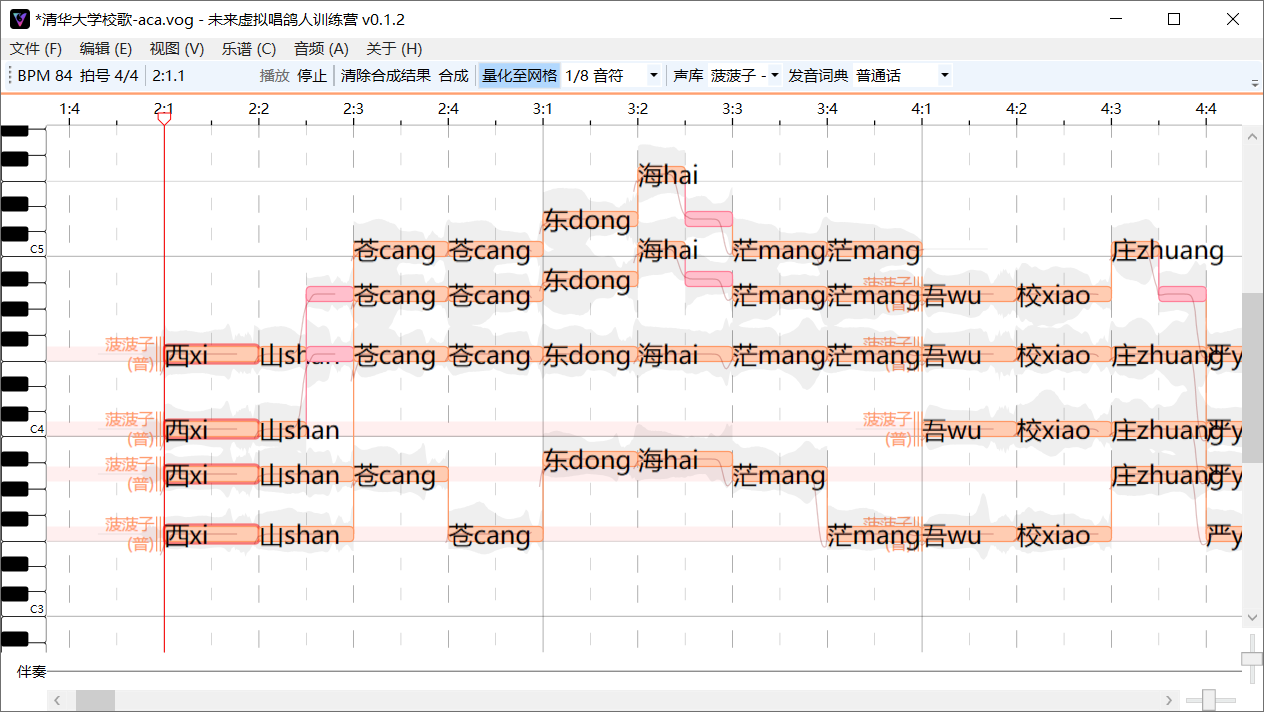 *清华大学校歌-aca.vog - 未来虚拟唱鸽人训练营 v0.1.2
文件 (F) 编辑 (E) 视图 (V) 乐谱 (C) 音频 (A) 关于 (H)
BPM 84 拍号 4/4 2:1.1 播放 停止 清除合成结果 合成 量化至网格 1/8 音符 声库 菠菠子 - 发音词典 普通话
1:4 2:1 2:2 2:3 2:4 3:1 3:2 3:3 3:4 4:1 4:2 4:3 4:4
海hai
东dong
C5 苍cang 苍cang 海hai 茫mang 茫mang 庄zhuang
东dong
菠菠子
苍cang 苍cang 茫mang 茫mang 吾wu 校xiao
(普)
菠菠子 菠菠子
西xi 山shan 苍cang 苍cang 东dong 海hai 茫mang 茫mang 吾wu 校xiao 庄zhuang 严y
(普) (普)
菠菠子 菠菠子
C4 西xi 山shan 吾wu 校xiao 庄zhuang 严y
(普) (普)
东dong 海hai
菠菠子
西xi 山shan 苍cang 茫mang 庄zhuang 严y
(普)
菠菠子 菠菠子
西xi 山shan 苍cang 茫mang 吾wu 校xiao 严y
(普) (普)
C3
伴奏